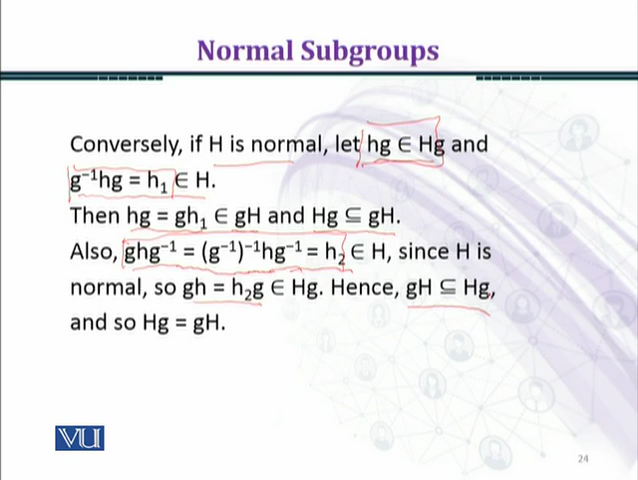 Normal Subgroups
Conversely, if H is normal, let hg ∈ Hg and
g⁻¹hg = h₁ ∈ H.
Then hg = gh₁ ∈ gH and Hg ⊆ gH.
Also, ghg⁻¹ = (g⁻¹)⁻¹hg⁻¹ = h₂ ∈ H, since H is
normal, so gh = h₂g ∈ Hg. Hence, gH ⊆ Hg,
and so Hg = gH.
VU
24